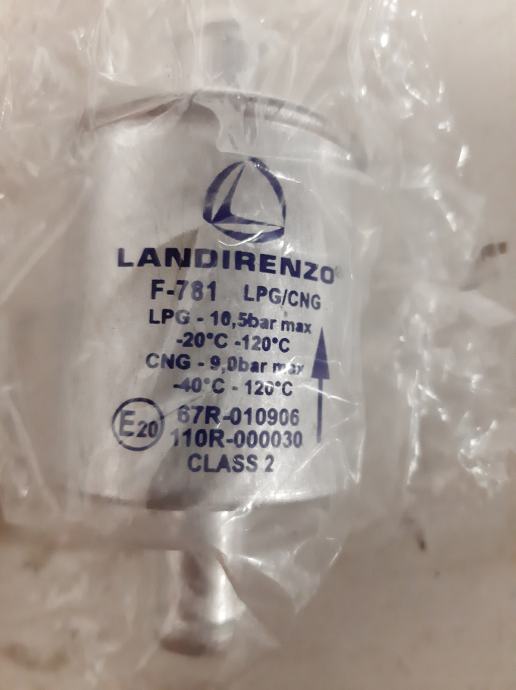 LANDIRENZO®
F-781 LPG/CNG
LPG - 10,5bar max
-20°C -120°C
CNG - 9,0bar max
-40°C - 120°C
E20 67R-010906
110R-000030
CLASS 2